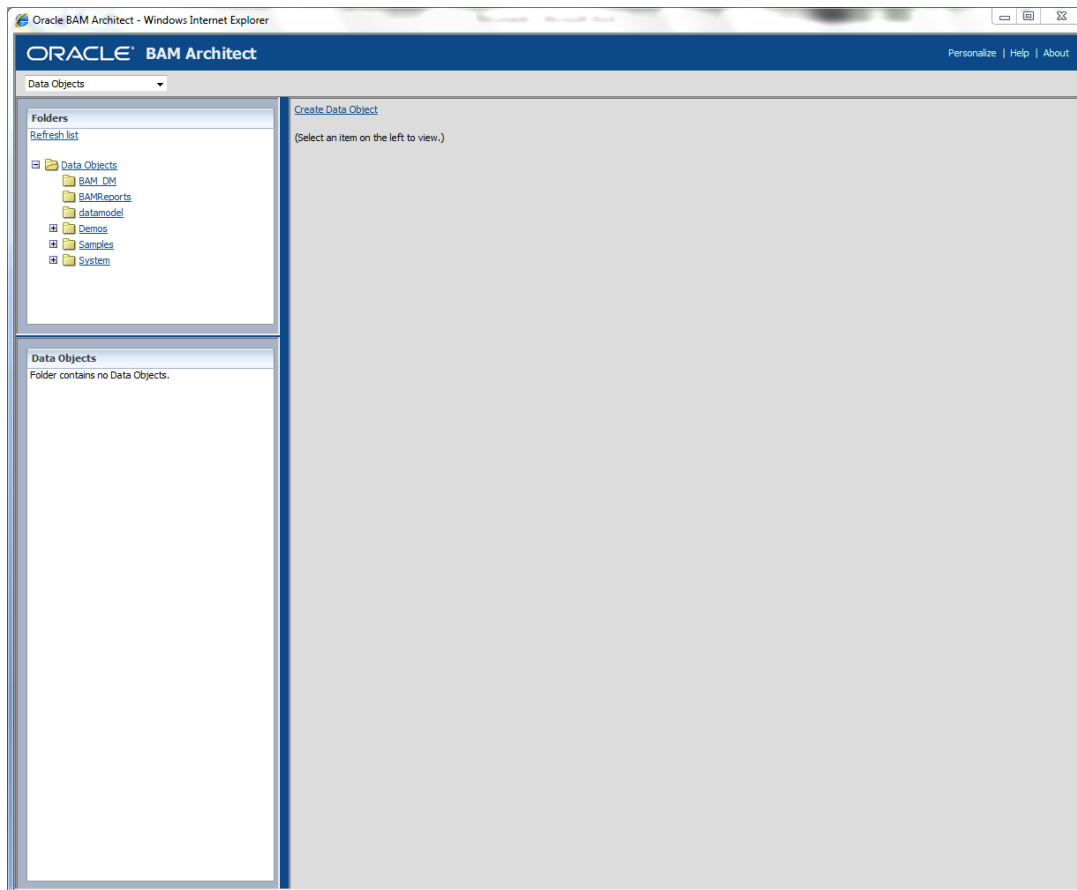 Oracle BAM Architect - Windows Internet Explorer
ORACLE BAM Architect
Personalize | Help | About
Data Objects
Folders
Refresh list
Data Objects
BAM_DM
BAMReports
datamodel
Demos
Samples
System
Data Objects
Folder contains no Data Objects.
Create Data Object
(Select an item on the left to view.)